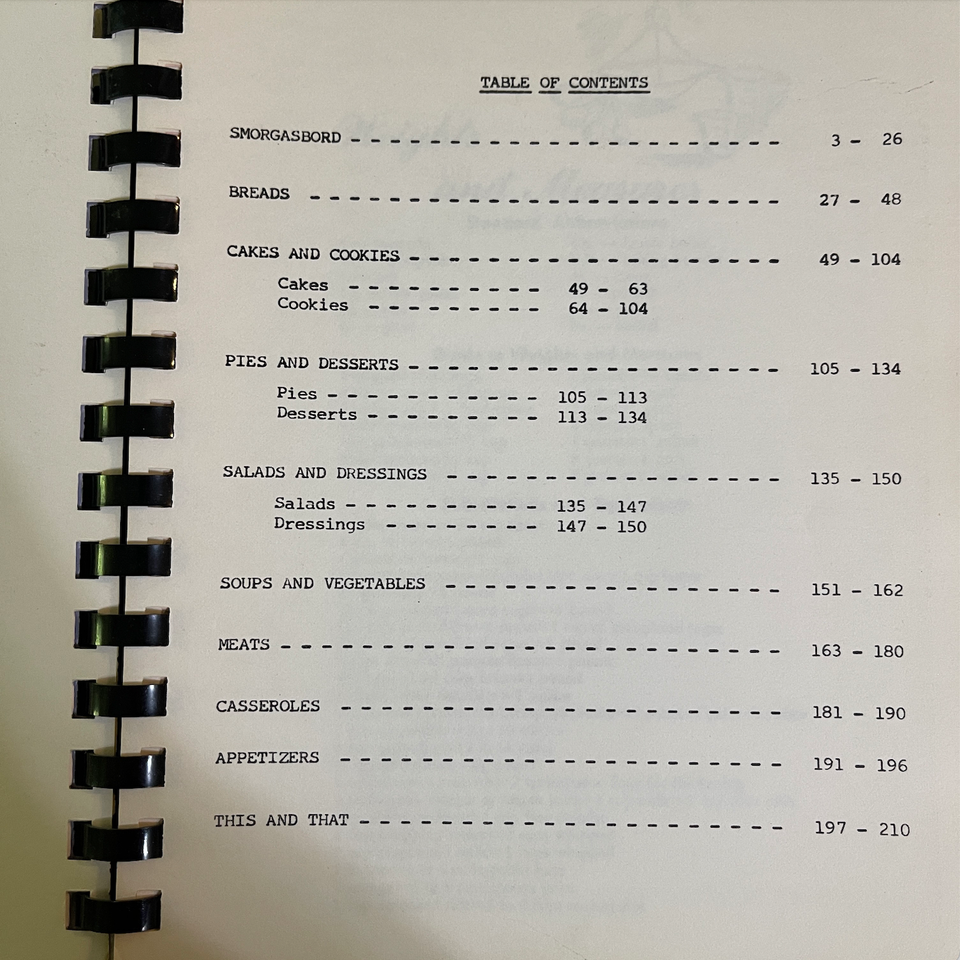 TABLE OF CONTENTS
SMORGASBORD - - - - - - - - - - - - - - - - - - - - - - 3 - 26
BREADS - - - - - - - - - - - - - - - - - - - - - - - - 27 - 48
CAKES AND COOKIES - - - - - - - - - - - - - - - - - - - 49 - 104
Cakes - - - - - - - - - - 49 - 63
Cookies - - - - - - - - - 64 - 104
PIES AND DESSERTS - - - - - - - - - - - - - - - - - - - 105 - 134
Pies - - - - - - - - - - - 105 - 113
Desserts - - - - - - - - - 113 - 134
SALADS AND DRESSINGS - - - - - - - - - - - - - - - - - 135 - 150
Salads - - - - - - - - - - 135 - 147
Dressings - - - - - - - - 147 - 150
SOUPS AND VEGETABLES - - - - - - - - - - - - - - - - - 151 - 162
MEATS - - - - - - - - - - - - - - - - - - - - - - - - - 163 - 180
CASSEROLES - - - - - - - - - - - - - - - - - - - - - - 181 - 190
APPETIZERS - - - - - - - - - - - - - - - - - - - - - - 191 - 196
THIS AND THAT - - - - - - - - - - - - - - - - - - - - - 197 - 210